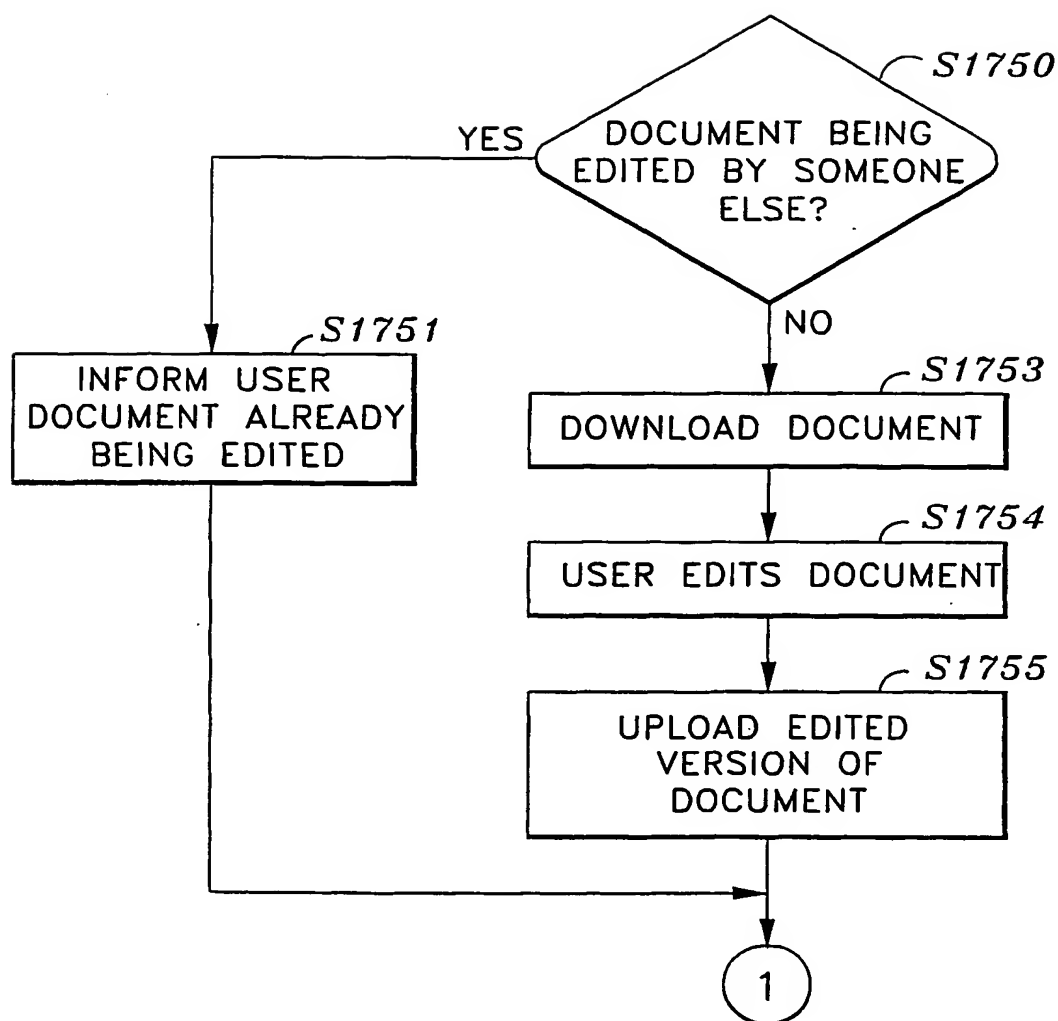 S1750
DOCUMENT BEING
EDITED BY SOMEONE
ELSE?
YES
NO
S1751
INFORM USER
DOCUMENT ALREADY
BEING EDITED
S1753
DOWNLOAD DOCUMENT
S1754
USER EDITS DOCUMENT
S1755
UPLOAD EDITED
VERSION OF
DOCUMENT
1